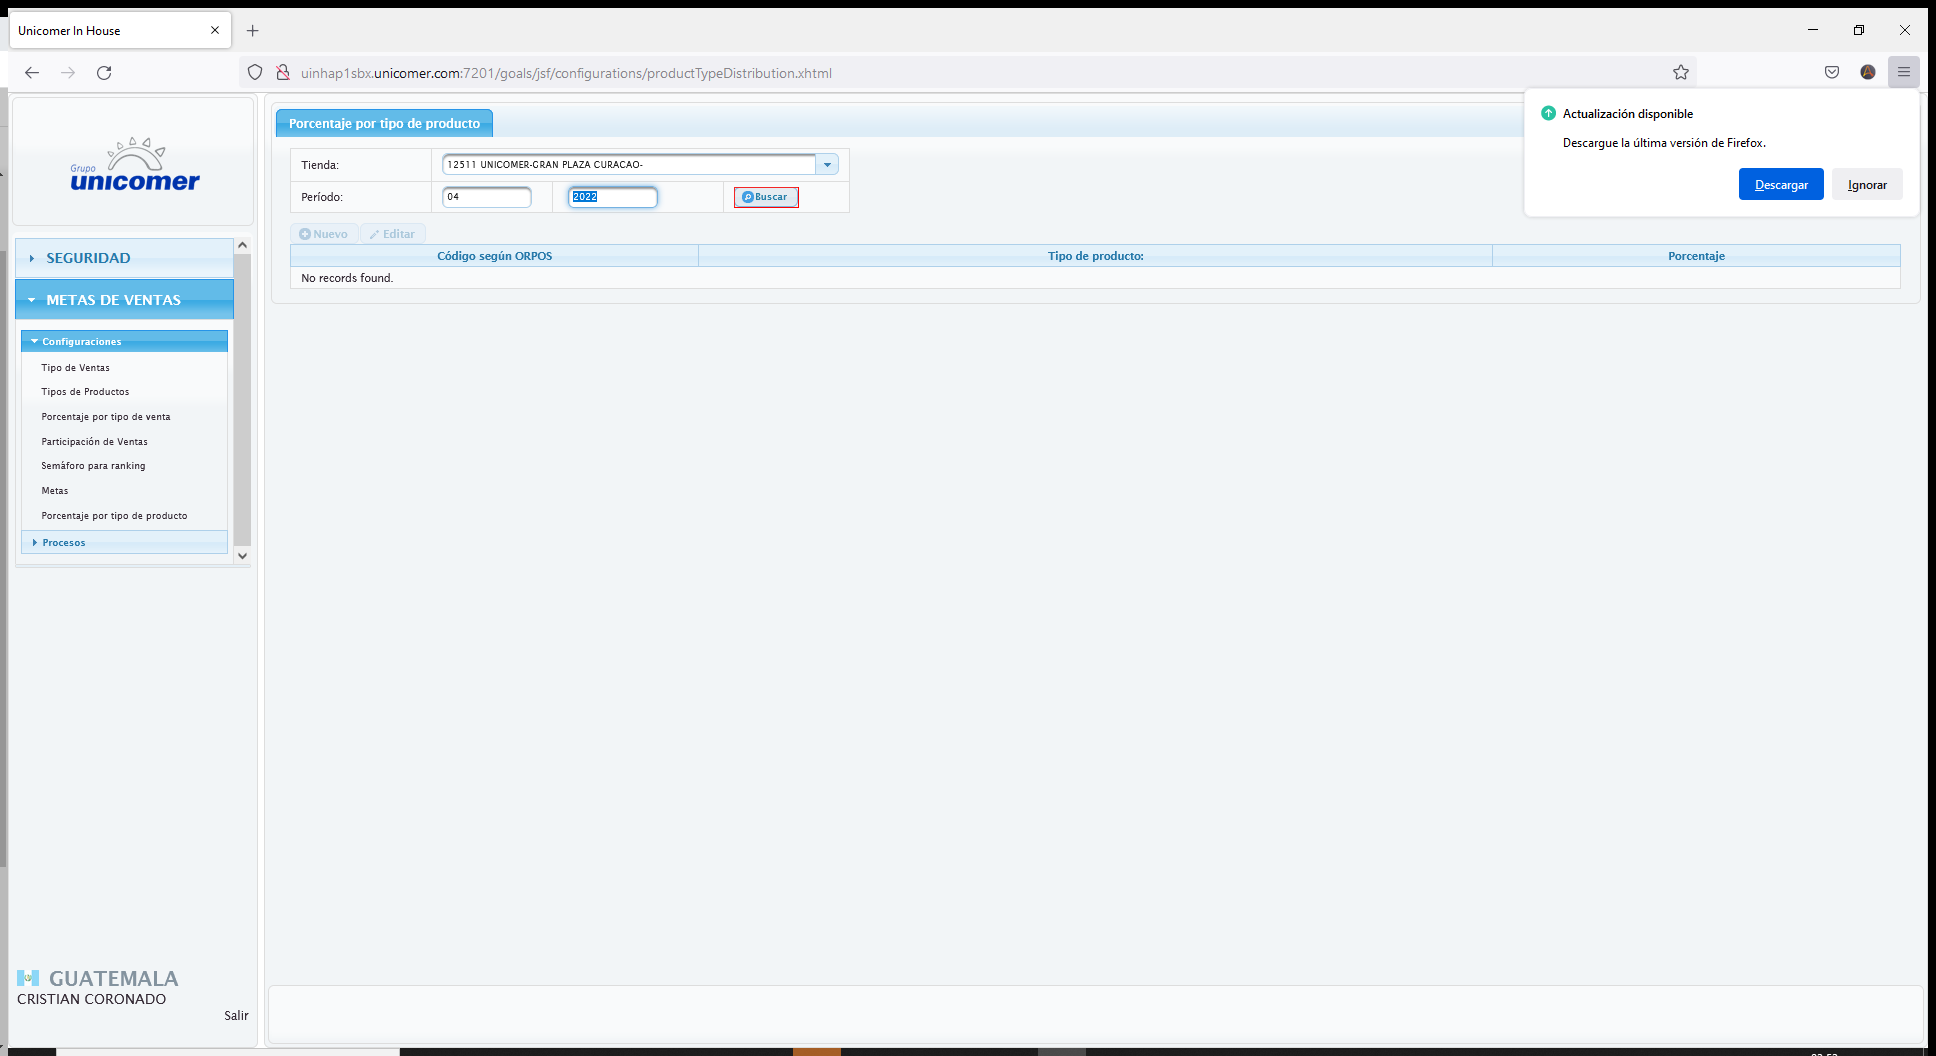 Unicomer In House
uinhap1sbx.unicomer.com:7201/goals/jsf/configurations/productTypeDistribution.xhtml
Actualización disponible
Descargue la última versión de Firefox.
Descargar
Ignorar
Grupo
unicomer
SEGURIDAD
METAS DE VENTAS
Configuraciones
Tipo de Ventas
Tipos de Productos
Porcentaje por tipo de venta
Participación de Ventas
Semáforo para ranking
Metas
Porcentaje por tipo de producto
Procesos
GUATEMALA
CRISTIAN CORONADO
Salir
Porcentaje por tipo de producto
Tienda: 12511 UNICOMER-GRAN PLAZA CURACAO-
Período: 04 2022 Buscar
Nuevo Editar
Código según ORPOS Tipo de producto: Porcentaje
No records found.